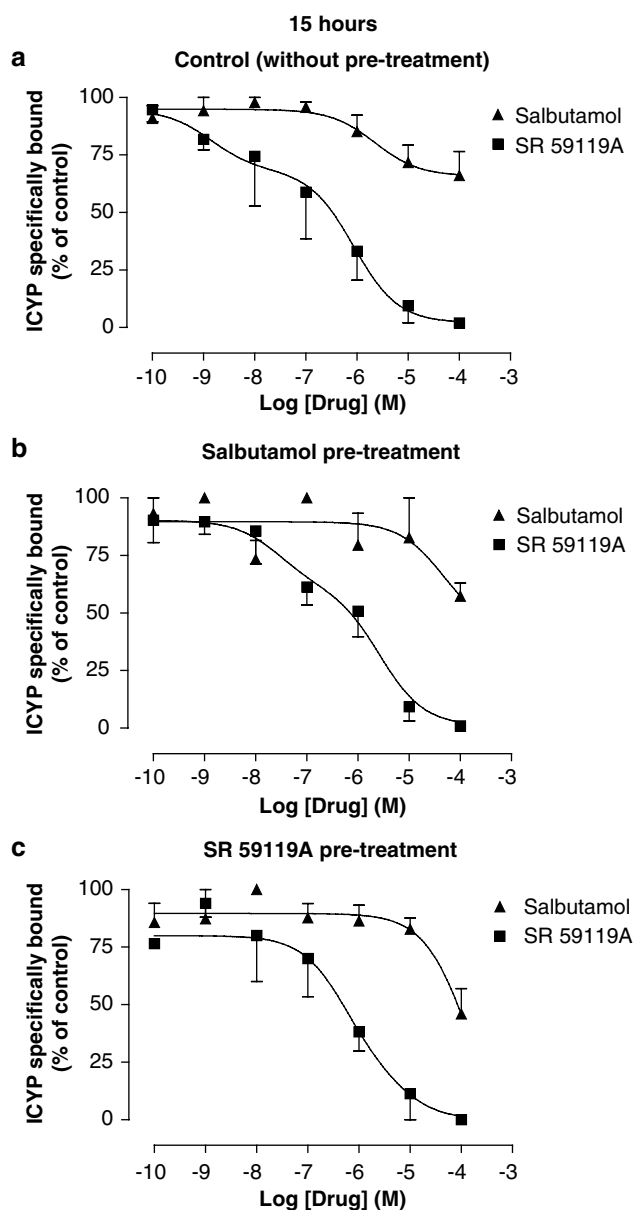 15 hours
a
Control (without pre-treatment)
ICYP specifically bound
(% of control)
100
75
50
25
0
-10 -9 -8 -7 -6 -5 -4 -3
Log [Drug] (M)
Salbutamol
SR 59119A
b
Salbutamol pre-treatment
ICYP specifically bound
(% of control)
100
75
50
25
0
-10 -9 -8 -7 -6 -5 -4 -3
Log [Drug] (M)
Salbutamol
SR 59119A
c
SR 59119A pre-treatment
ICYP specifically bound
(% of control)
100
75
50
25
0
-10 -9 -8 -7 -6 -5 -4 -3
Log [Drug] (M)
Salbutamol
SR 59119A